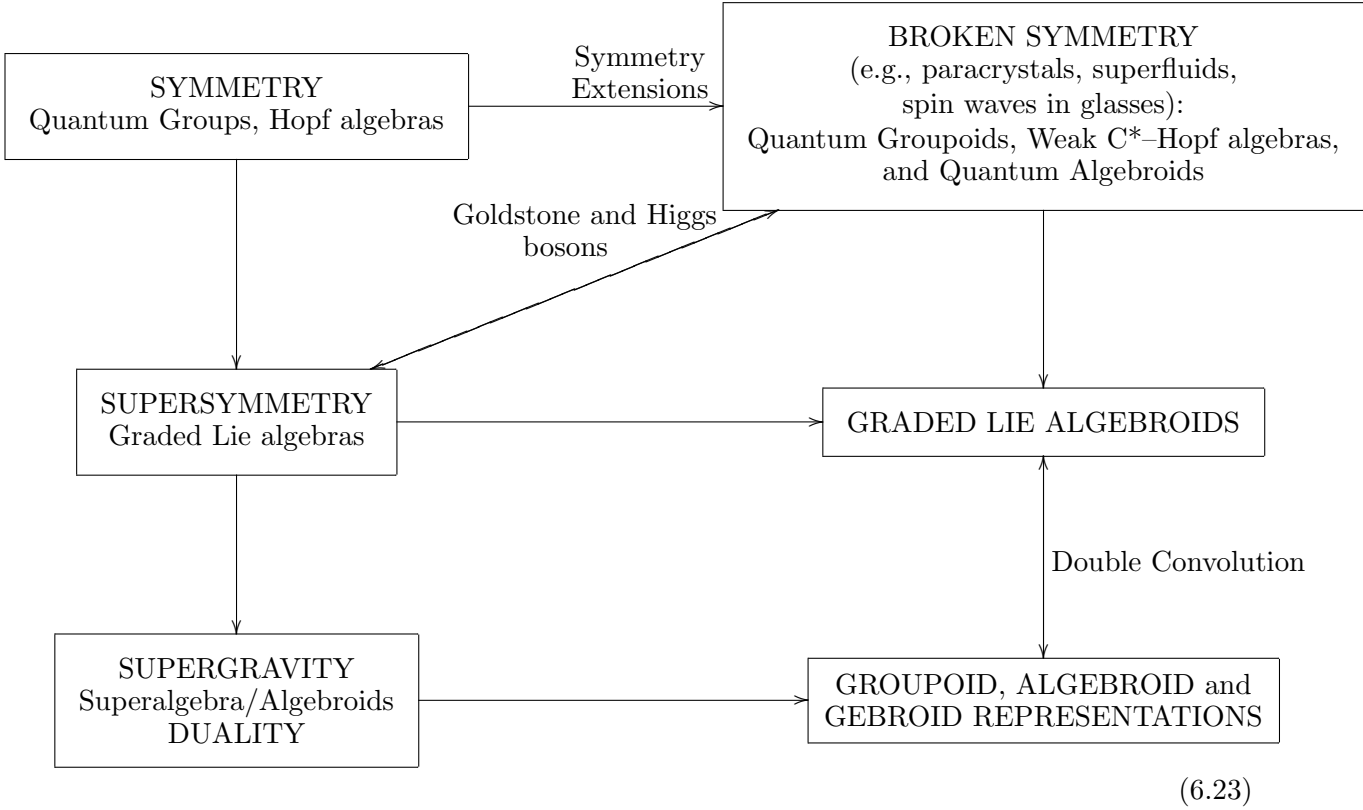 SYMMETRY
Quantum Groups, Hopf algebras
Symmetry
Extensions
BROKEN SYMMETRY
(e.g., paracrystals, superfluids,
spin waves in glasses):
Quantum Groupoids, Weak C*–Hopf algebras,
and Quantum Algebroids
Goldstone and Higgs
bosons
SUPERSYMMETRY
Graded Lie algebras
GRADED LIE ALGEBROIDS
Double Convolution
SUPERGRAVITY
Superalgebra/Algebroids
DUALITY
GROUPOID, ALGEBROID and
GEBROID REPRESENTATIONS
(6.23)